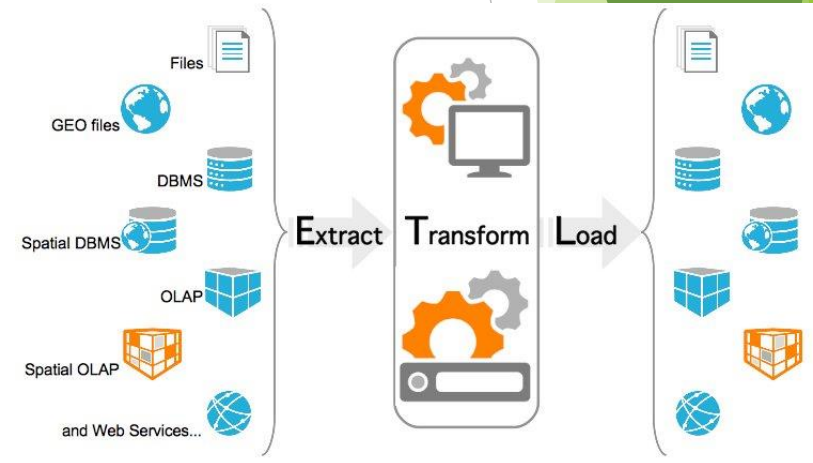 Files
GEO files
DBMS
Spatial DBMS
Extract Transform Load
OLAP
Spatial OLAP
and Web Services...